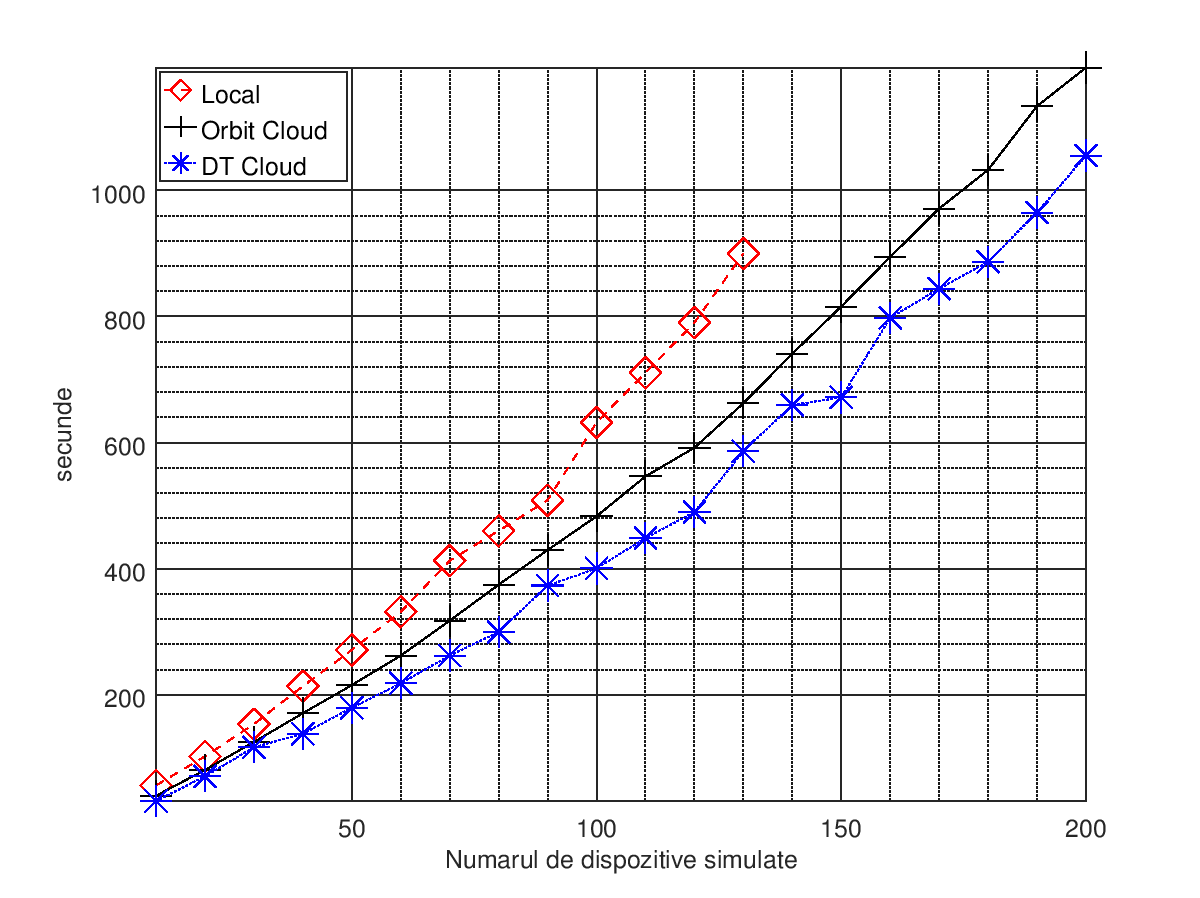 Local
Orbit Cloud
DT Cloud
1000
800
600
400
200
secunde
50 100 150 200
Numarul de dispozitive simulate